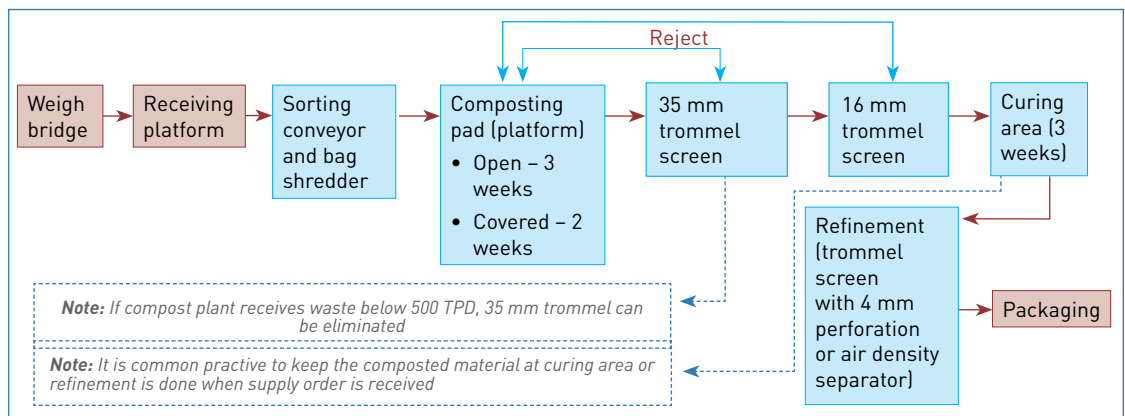 Reject
Weigh
bridge
Receiving
platform
Sorting
conveyor
and bag
shredder
Composting
pad (platform)
• Open – 3
weeks
• Covered – 2
weeks
35 mm
trommel
screen
16 mm
trommel
screen
Curing
area (3
weeks)
Refinement
(trommel
screen
with 4 mm
perforation
or air density
separator)
Packaging
Note: If compost plant receives waste below 500 TPD, 35 mm trommel can
be eliminated
Note: It is common practive to keep the composted material at curing area or
refinement is done when supply order is received